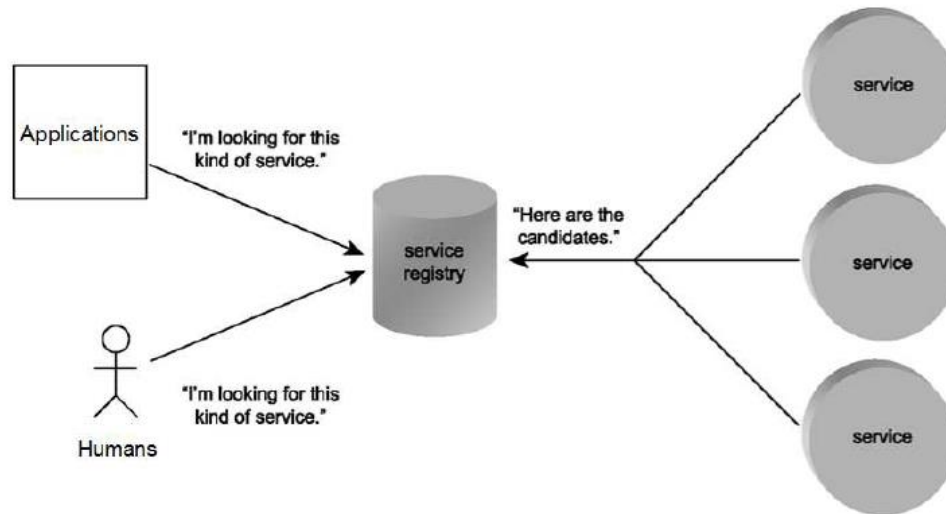 Applications
"I'm looking for this
kind of service."
service
registry
"Here are the
candidates."
service
service
service
"I'm looking for this
kind of service."
Humans